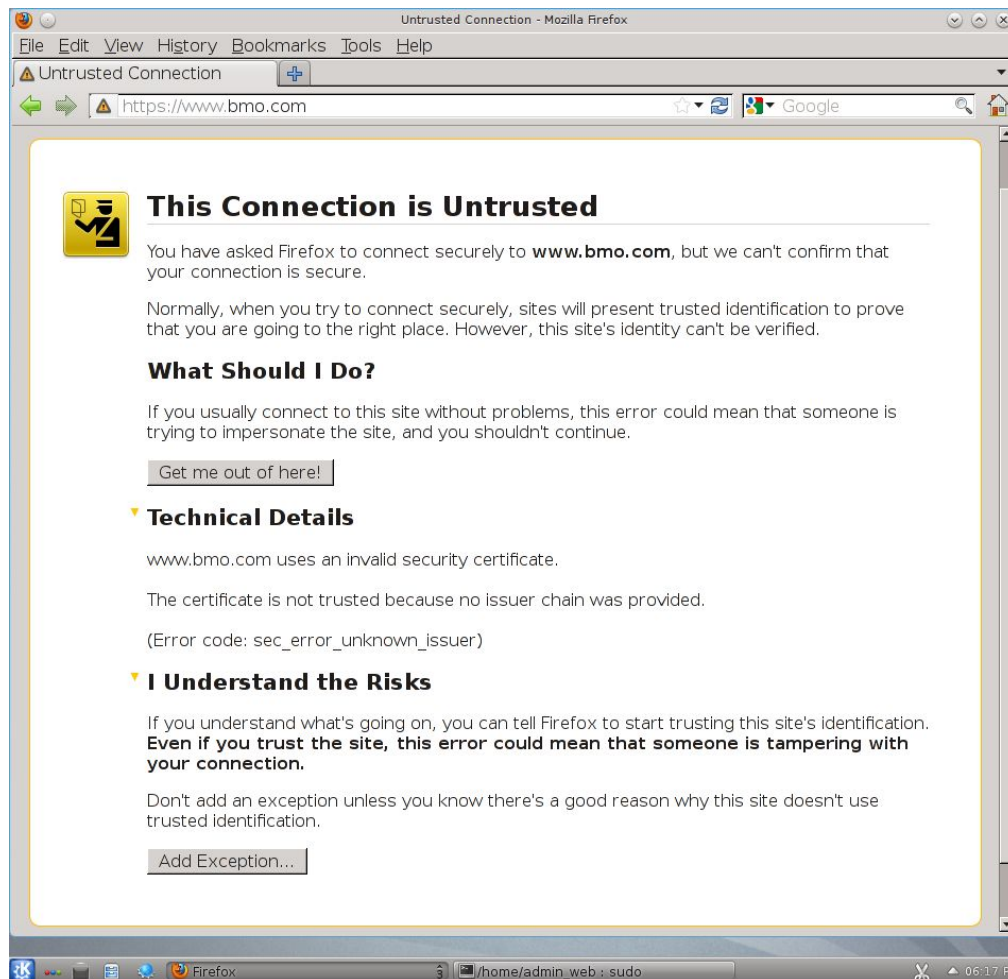 Untrusted Connection - Mozilla Firefox
File Edit View History Bookmarks Tools Help
Untrusted Connection
https://www.bmo.com
Google
This Connection is Untrusted
You have asked Firefox to connect securely to www.bmo.com, but we can't confirm that
your connection is secure.
Normally, when you try to connect securely, sites will present trusted identification to prove
that you are going to the right place. However, this site's identity can't be verified.
What Should I Do?
If you usually connect to this site without problems, this error could mean that someone is
trying to impersonate the site, and you shouldn't continue.
Get me out of here!
Technical Details
www.bmo.com uses an invalid security certificate.
The certificate is not trusted because no issuer chain was provided.
(Error code: sec_error_unknown_issuer)
I Understand the Risks
If you understand what's going on, you can tell Firefox to start trusting this site's identification.
Even if you trust the site, this error could mean that someone is tampering with
your connection.
Don't add an exception unless you know there's a good reason why this site doesn't use
trusted identification.
Add Exception...
Firefox 3 /home/admin_web : sudo 06:17